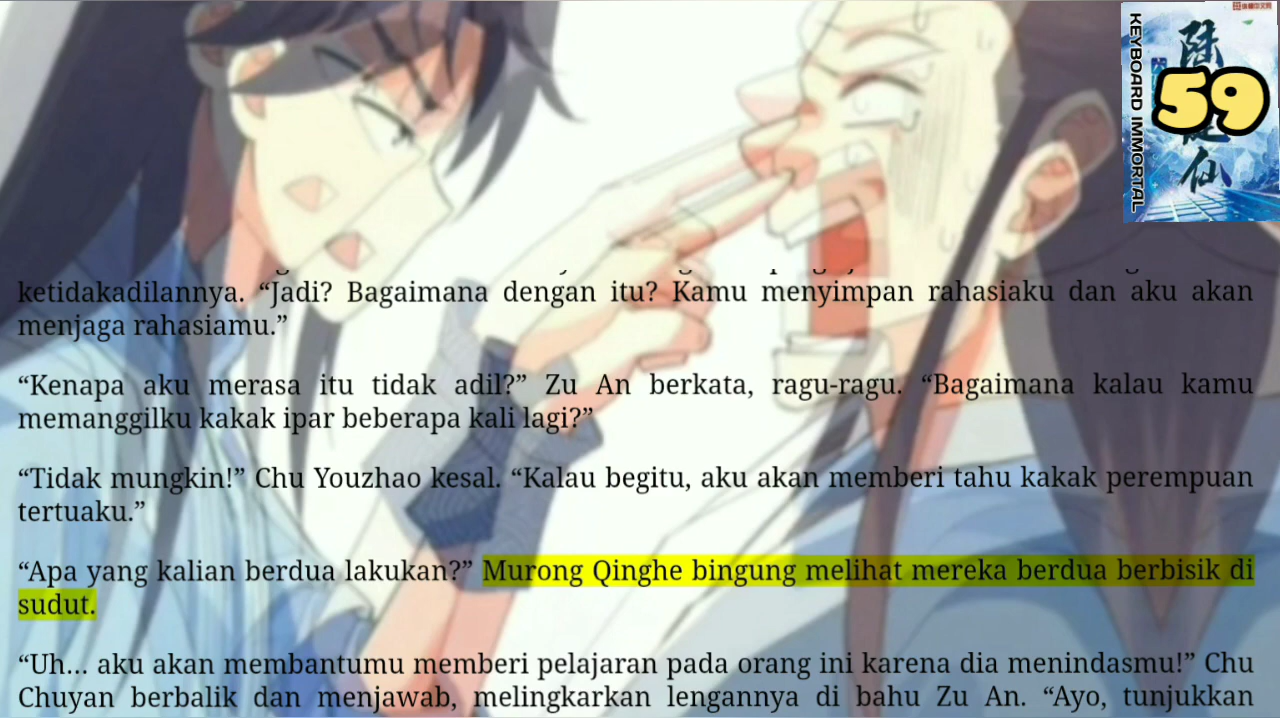 KEYBOARD IMMORTAL
59
仙
ketidakadilannya. “Jadi? Bagaimana dengan itu? Kamu menyimpan rahasiaku dan aku akan
menjaga rahasiamu.”
“Kenapa aku merasa itu tidak adil?” Zu An berkata, ragu-ragu. “Bagaimana kalau kamu
memanggilku kakak ipar beberapa kali lagi?”
“Tidak mungkin!” Chu Youzhao kesal. “Kalau begitu, aku akan memberi tahu kakak perempuan
tertuaku.”
“Apa yang kalian berdua lakukan?” Murong Qinghe bingung melihat mereka berdua berbisik di
sudut.
“Uh… aku akan membantumu memberi pelajaran pada orang ini karena dia menindasmu!” Chu
Chuyan berbalik dan menjawab, melingkarkan lengannya di bahu Zu An. “Ayo, tunjukkan